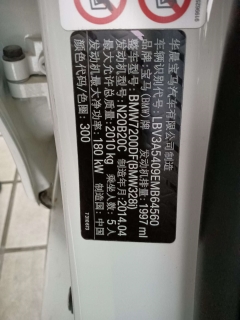 华晨宝马汽车有限公司制造
车辆识别代号: LBV3A5409EMB64560
品牌: 宝马 (BMW) 牌
发动机排量: 1997 ml
整车型号: BMW7200DF(BMW328i)
最大允许总质量: 2010 kg 乘坐人数: 5人
发动机型号: N20B20C 制造年月: 2014.04
发动机最大净功率: 180 kW 制造国: 中国
颜色代码/色圈: 300